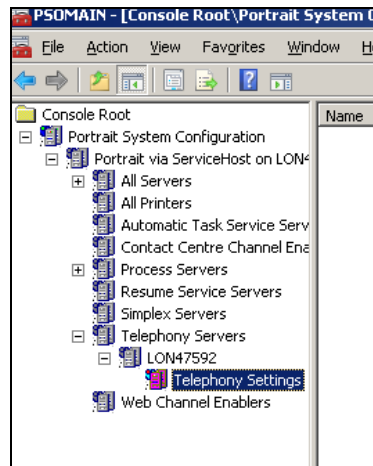 PSOMAIN - [Console Root\Portrait System C
File Action View Favorites Window H
Console Root
Name
Portrait System Configuration
Portrait via ServiceHost on LON4
All Servers
All Printers
Automatic Task Service Serv
Contact Centre Channel Ena
Process Servers
Resume Service Servers
Simplex Servers
Telephony Servers
LON47592
Telephony Settings
Web Channel Enablers